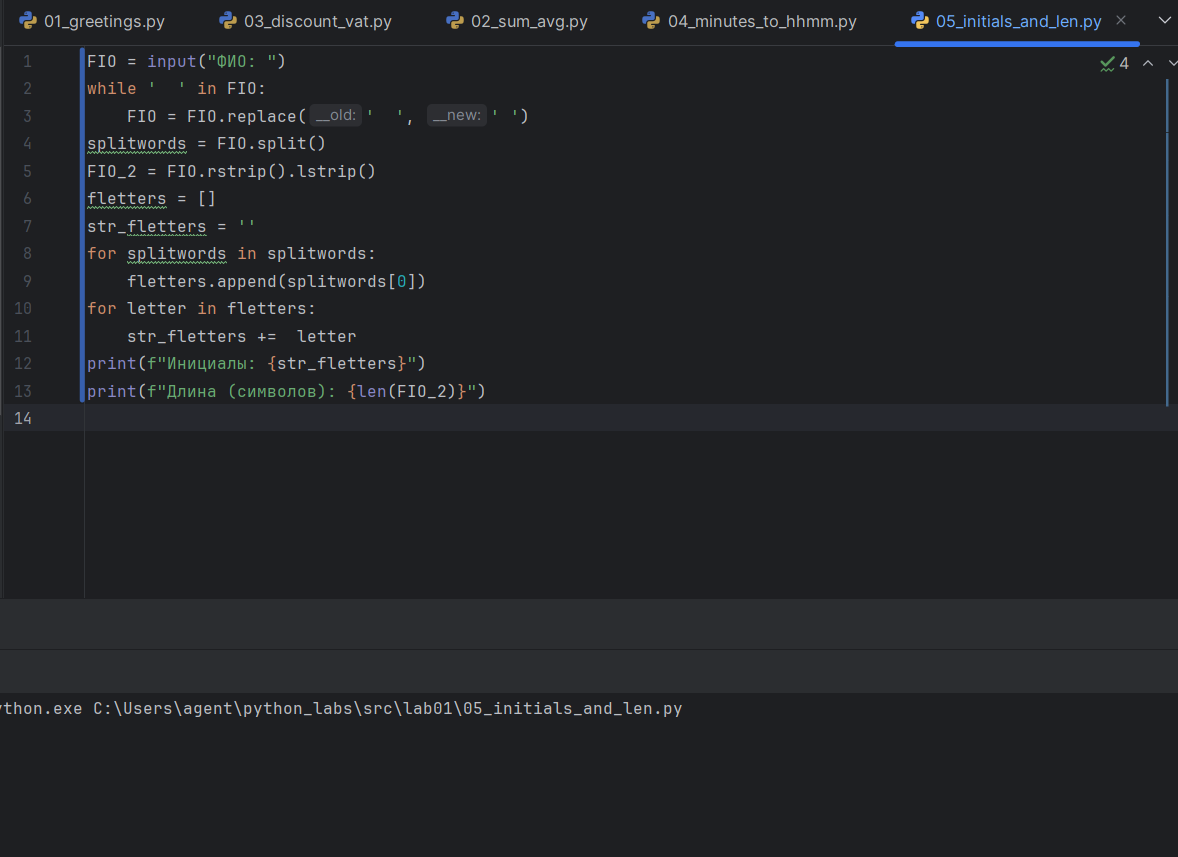 01_greetings.py 03_discount_vat.py 02_sum_avg.py 04_minutes_to_hhmm.py 05_initials_and_len.py
4
1 FIO = input("ФИО: ")
2 while '  ' in FIO:
3     FIO = FIO.replace( __old: '  ', __new: ' ')
4 splitwords = FIO.split()
5 FIO_2 = FIO.rstrip().lstrip()
6 fletters = []
7 str_fletters = ''
8 for splitwords in splitwords:
9     fletters.append(splitwords[0])
10 for letter in fletters:
11     str_fletters +=  letter
12 print(f"Инициалы: {str_fletters}")
13 print(f"Длина (символов): {len(FIO_2)}")
14
ython.exe C:\Users\agent\python_labs\src\lab01\05_initials_and_len.py